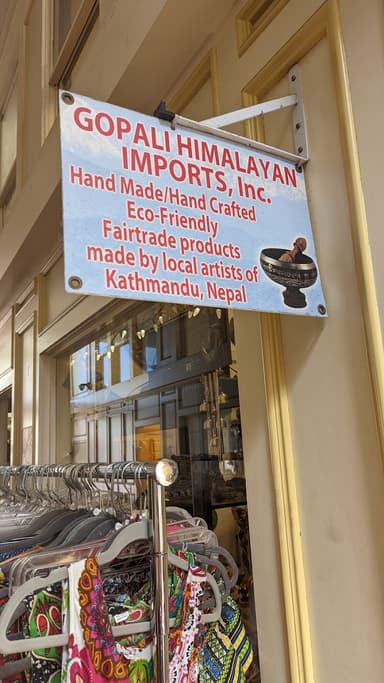 GOPALI HIMALAYAN
IMPORTS, Inc.
Hand Made/Hand Crafted
Eco-Friendly
Fairtrade products
made by local artists of
Kathmandu, Nepal